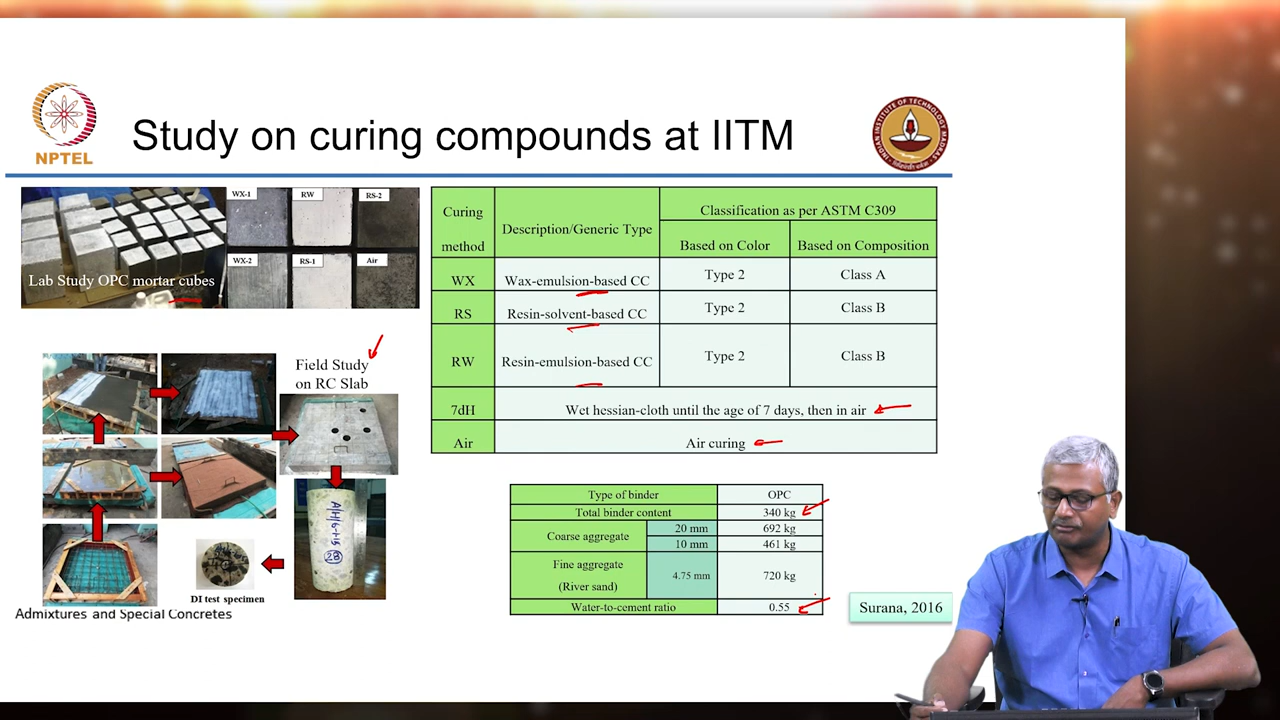 NPTEL
Study on curing compounds at IITM
INDIAN INSTITUTE OF TECHNOLOGY MADRAS
WX-1
RW
RS-2
WX-2
RS-1
Air
Lab Study OPC mortar cubes
Field Study
on RC Slab
DI test specimen
Admixtures and Special Concretes
Curing method
Description/Generic Type
Classification as per ASTM C309
Based on Color
Based on Composition
WX
Wax-emulsion-based CC
Type 2
Class A
RS
Resin-solvent-based CC
Type 2
Class B
RW
Resin-emulsion-based CC
Type 2
Class B
7dH
Wet hessian-cloth until the age of 7 days, then in air
Air
Air curing
Type of binder
OPC
Total binder content
340 kg
Coarse aggregate
20 mm
692 kg
10 mm
461 kg
Fine aggregate
(River sand)
4.75 mm
720 kg
Water-to-cement ratio
0.55
Surana, 2016